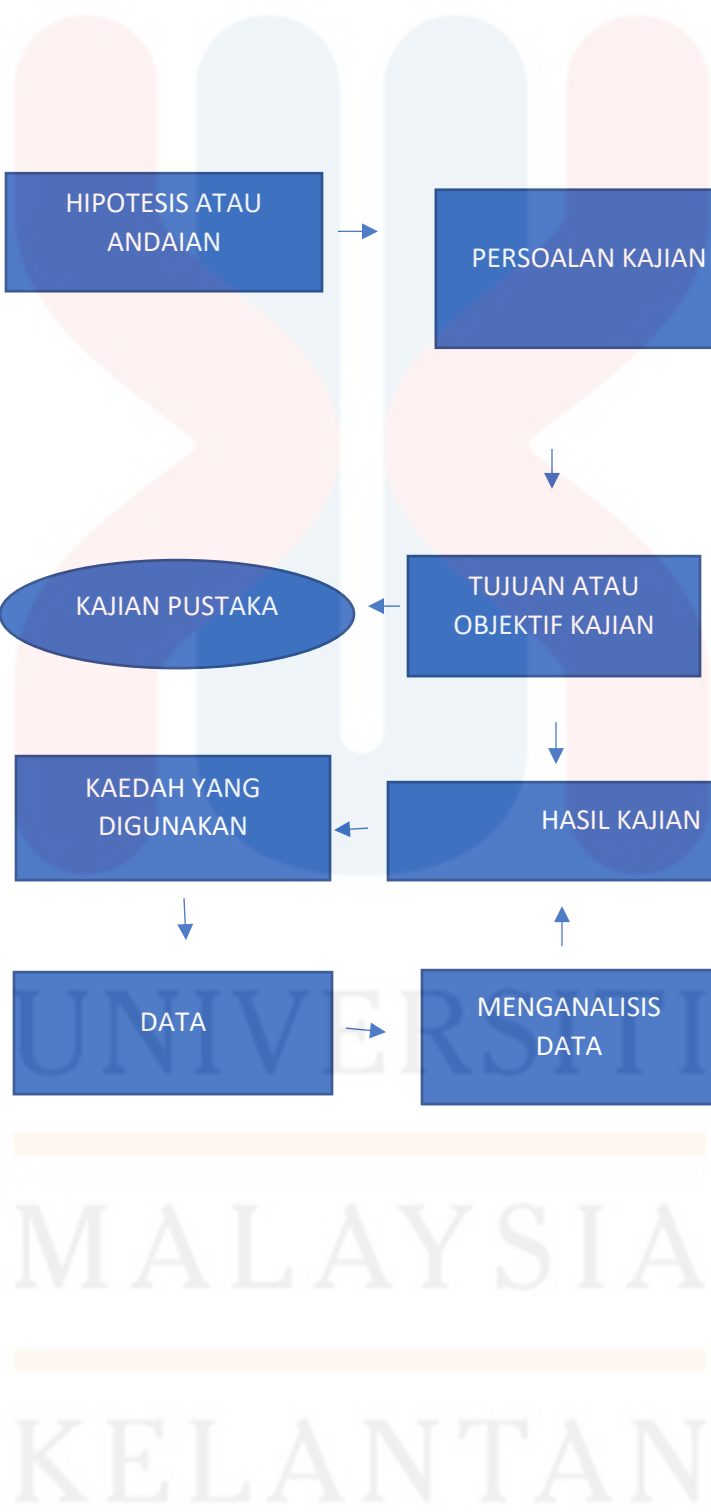 HIPOTESIS ATAU
ANDAIAN
PERSOALAN KAJIAN
KAJIAN PUSTAKA
TUJUAN ATAU
OBJEKTIF KAJIAN
KAEDAH YANG
DIGUNAKAN
HASIL KAJIAN
DATA
MENGANALISIS
DATA
UNIVERSITI
MALAYSIA
KELANTAN